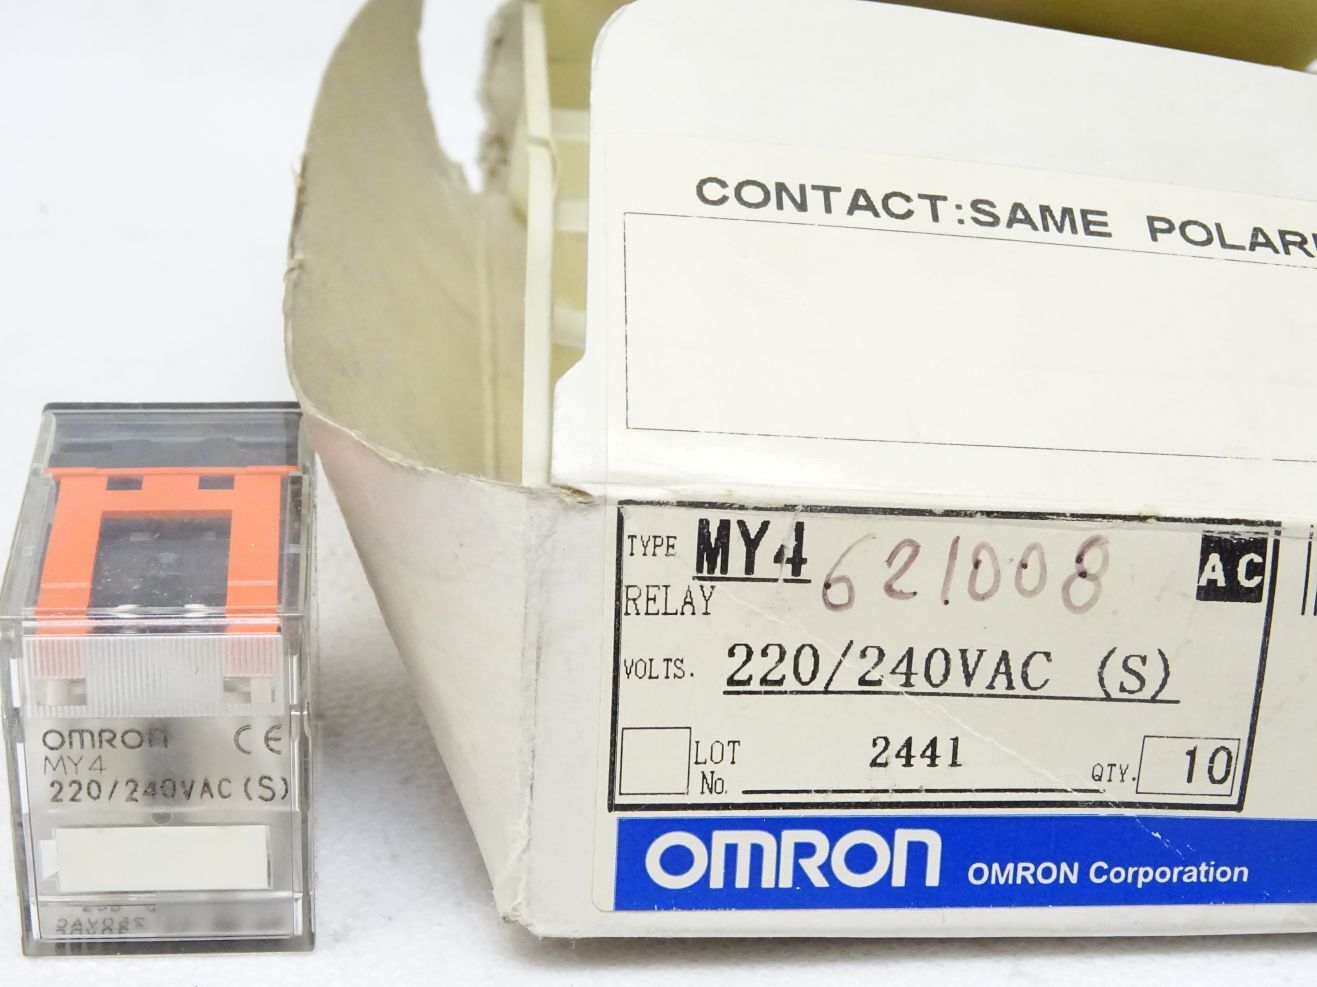 CONTACT:SAME POLAR
TYPE MY4 621008 AC
RELAY
VOLTS. 220/240VAC (S)
LOT No. 2441 QTY. 10
OMRON OMRON Corporation
OMRON CE
MY4
220/240VAC (S)